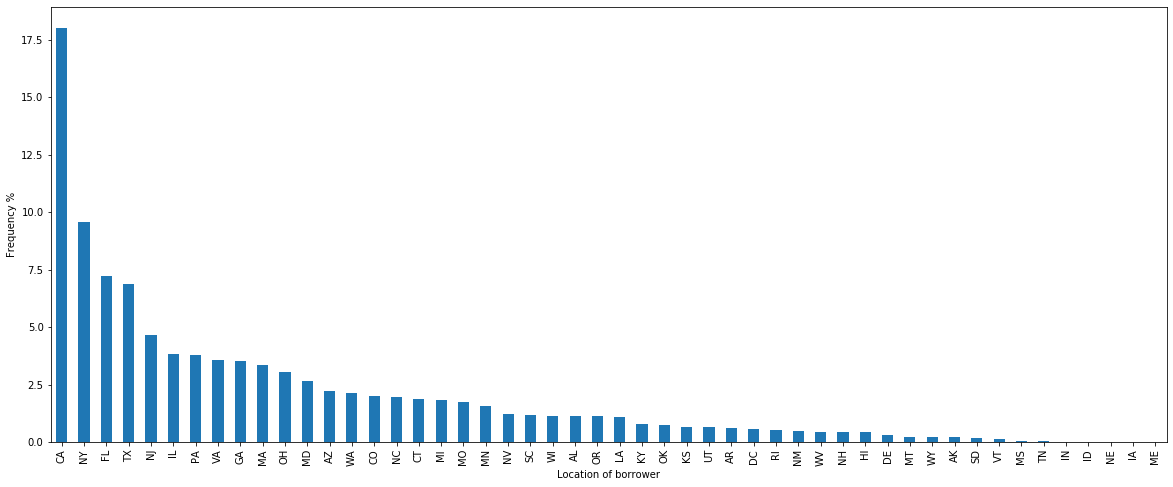 17.5
15.0
12.5
10.0
7.5
5.0
2.5
0.0
Frequency %
CA NY FL TX NJ IL PA VA GA MA OH MD AZ WA CO NC CT MI MO MN NV SC WI AL OR LA KY OK KS UT AR DC RI NM WV NH HI DE MT WY AK SD VT MS TN IN ID NE IA ME
Location of borrower